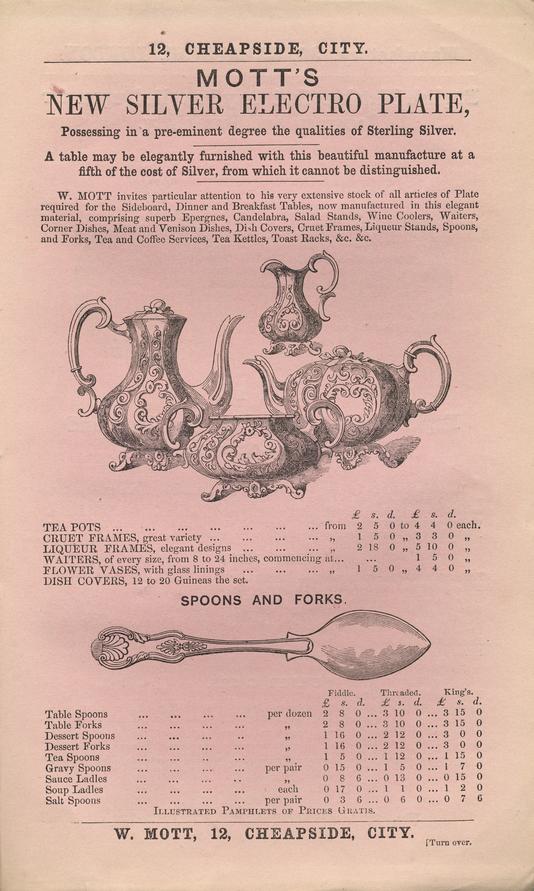 12, CHEAPSIDE, CITY.
MOTT'S
NEW SILVER ELECTRO PLATE,
Possessing in a pre-eminent degree the qualities of Sterling Silver.
A table may be elegantly furnished with this beautiful manufacture at a
fifth of the cost of Silver, from which it cannot be distinguished.
W. MOTT invites particular attention to his very extensive stock of all articles of Plate
required for the Sideboard, Dinner and Breakfast Tables, now manufactured in this elegant
material, comprising superb Epergnes, Candelabra, Salad Stands, Wine Coolers, Waiters,
Corner Dishes, Meat and Venison Dishes, Dish Covers, Cruet Frames, Liqueur Stands, Spoons,
and Forks, Tea and Coffee Services, Tea Kettles, Toast Racks, &c. &c.
£ s. d. £ s. d.
TEA POTS ... ... ... ... ... ... from 2 5 0 to 4 4 0 each.
CRUET FRAMES, great variety ... ... ... ... „ 1 5 0 „ 3 3 0 „
LIQUEUR FRAMES, elegant designs ... ... ... „ 2 18 0 „ 5 10 0 „
WAITERS, of every size, from 8 to 24 inches, commencing at... ... 1 5 0 „
FLOWER VASES, with glass linings ... ... ... „ 1 5 0 „ 4 4 0 „
DISH COVERS, 12 to 20 Guineas the set.
SPOONS AND FORKS.
Fiddle. Threaded. King's.
£ s. d. £ s. d. £ s. d.
Table Spoons ... ... ... ... per dozen 2 8 0 ... 3 10 0 ... 3 15 0
Table Forks ... ... ... ... „ 2 8 0 ... 3 10 0 ... 3 15 0
Dessert Spoons ... ... ... ... „ 1 16 0 ... 2 12 0 ... 3 0 0
Dessert Forks ... ... ... ... „ 1 16 0 ... 2 12 0 ... 3 0 0
Tea Spoons ... ... ... ... „ 1 5 0 ... 1 12 0 ... 1 15 0
Gravy Spoons ... ... ... ... per pair 0 15 0 ... 1 5 0 ... 1 7 0
Sauce Ladles ... ... ... .. „ 0 8 6 ... 0 13 0 ... 0 15 0
Soup Ladles ... ... ... ... each 0 17 0 ... 1 1 0 ... 1 2 0
Salt Spoons ... ... ... ... per pair 0 3 6 ... 0 6 0 ... 0 7 6
ILLUSTRATED PAMPHLETS OF PRICES GRATIS.
W. MOTT, 12, CHEAPSIDE, CITY.
[Turn over.